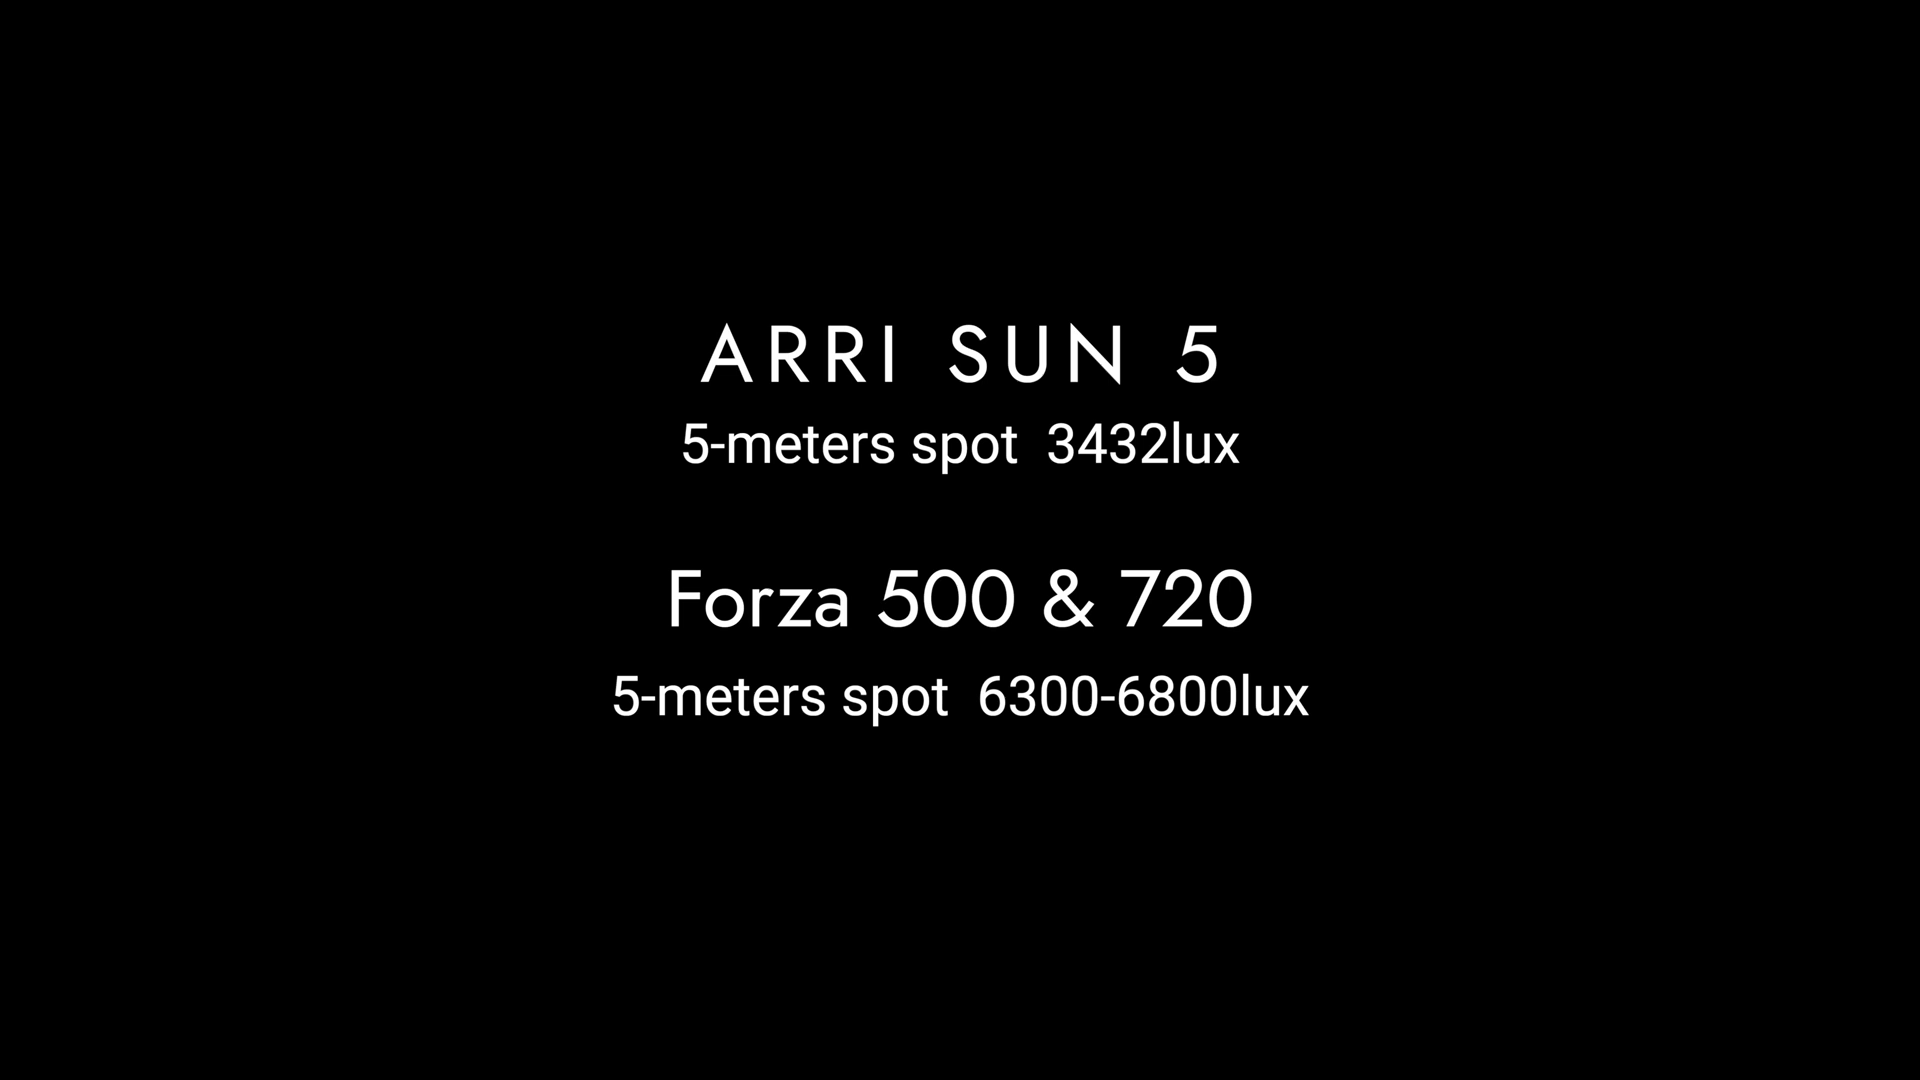 ARRI SUN 5
5-meters spot 3432lux
Forza 500 & 720
5-meters spot 6300-6800lux